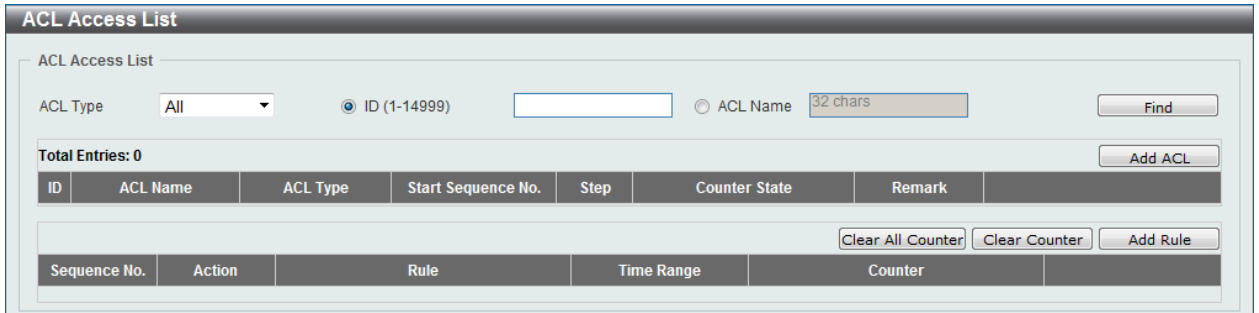 ACL Access List
ACL Access List
ACL Type All ID (1-14999) ACL Name 32 chars Find
Total Entries: 0 Add ACL
ID ACL Name ACL Type Start Sequence No. Step Counter State Remark
Clear All Counter Clear Counter Add Rule
Sequence No. Action Rule Time Range Counter